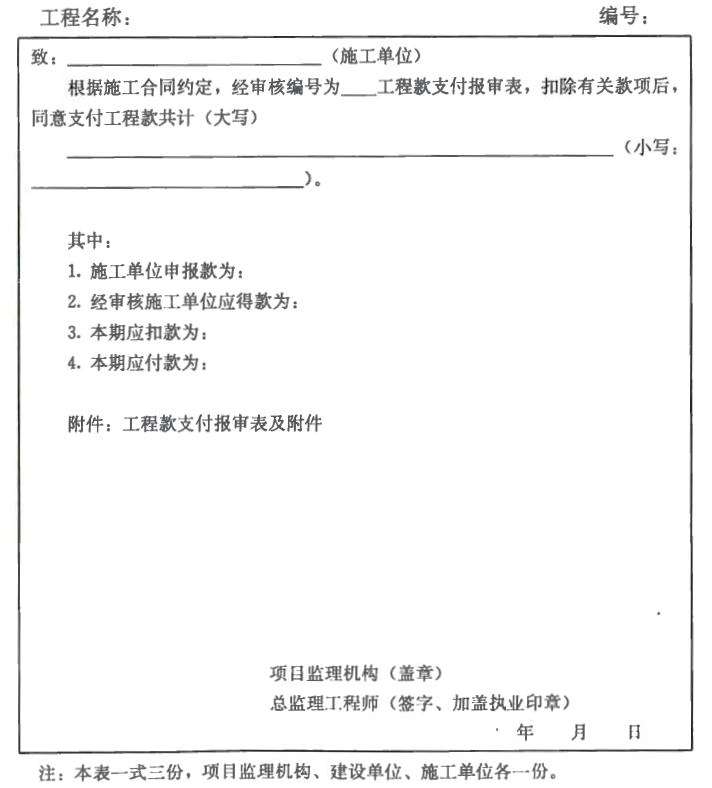 工程名称： 编号：
致：______________________（施工单位）
根据施工合同约定，经审核编号为___工程款支付报审表，扣除有关款项后，
同意支付工程款共计（大写）
______________________________________________（小写：
_______________________）。
其中：
1. 施工单位申报款为：
2. 经审核施工单位应得款为：
3. 本期应扣款为：
4. 本期应付款为：
附件：工程款支付报审表及附件
项目监理机构（盖章）
总监理工程师（签字、加盖执业印章）
年 月 日
注：本表一式三份，项目监理机构、建设单位、施工单位各一份。